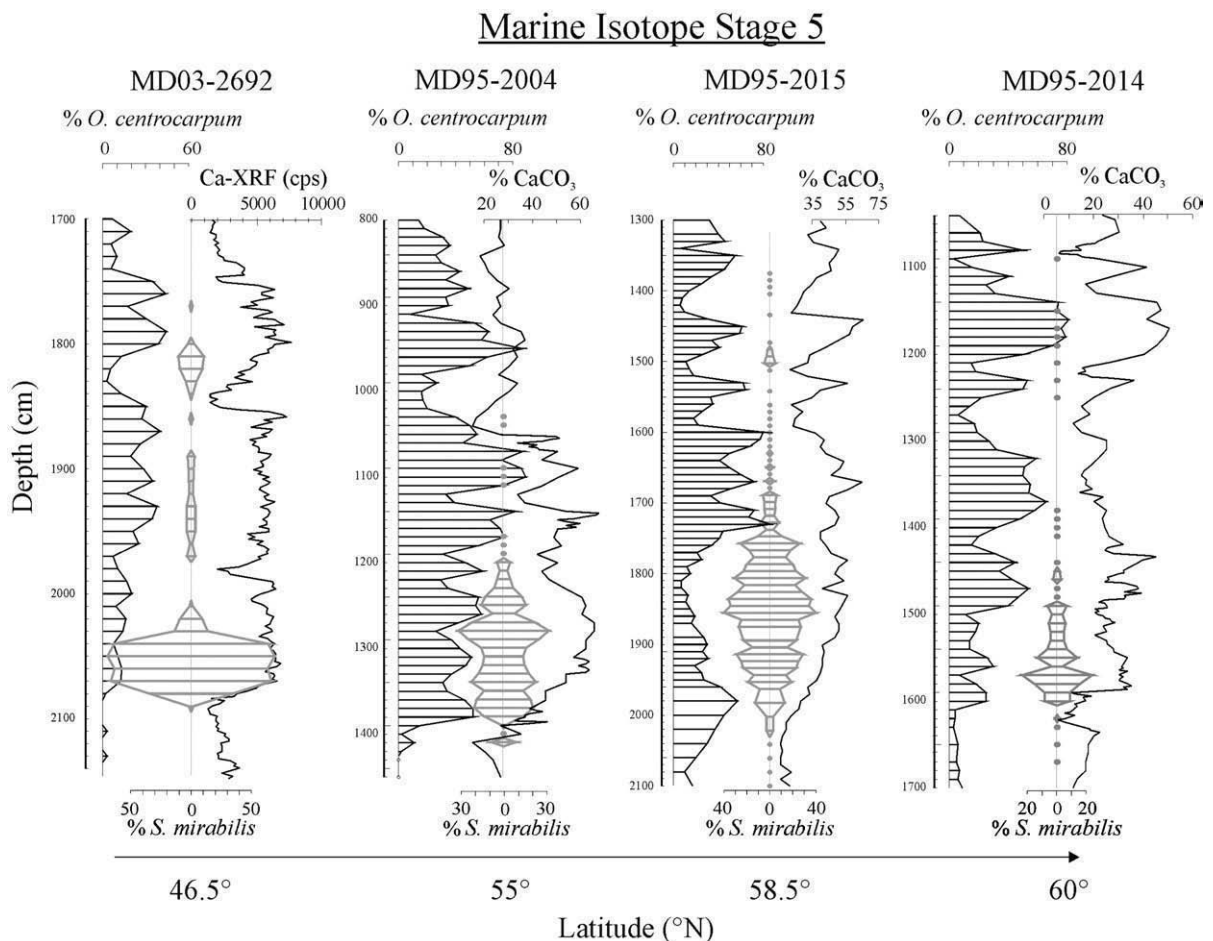 Marine Isotope Stage 5
MD03-2692
MD95-2004
MD95-2015
MD95-2014
% O. centrocarpum
% O. centrocarpum
% O. centrocarpum
% O. centrocarpum
0 60
0 80
0 80
0 80
Ca-XRF (cps)
% CaCO3
% CaCO3
% CaCO3
0 5000 10000
20 40 60
35 55 75
0 20 40 60
Depth (cm)
1700
1800
1900
2000
2100
800
900
1000
1100
1200
1300
1400
1300
1400
1500
1600
1700
1800
1900
2000
2100
1100
1200
1300
1400
1500
1600
1700
50 0 50
30 0 30
40 0 40
20 0 20
% S. mirabilis
% S. mirabilis
% S. mirabilis
% S. mirabilis
46.5°
55°
58.5°
60°
Latitude (°N)